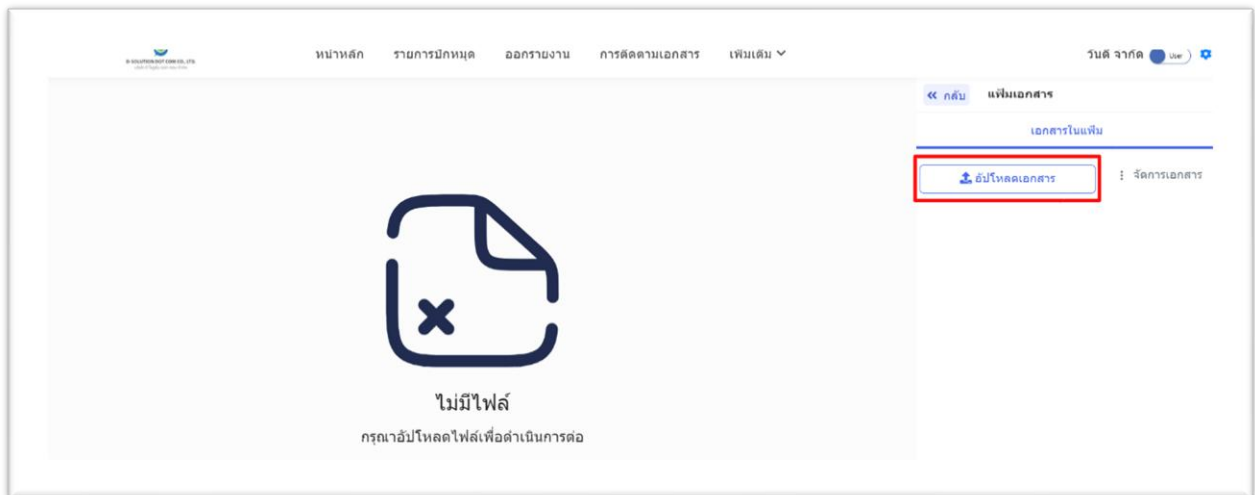 D-SOLUTION DOT COM CO., LTD.
หน้าหลัก รายการปักหมุด ออกรายงาน การติดตามเอกสาร เพิ่มเติม
วันดี จากัด User
กลับ แฟ้มเอกสาร
เอกสารในแฟ้ม
อัปโหลดเอกสาร จัดการเอกสาร
ไม่มีไฟล์
กรุณาอัปโหลดไฟล์เพื่อดำเนินการต่อ